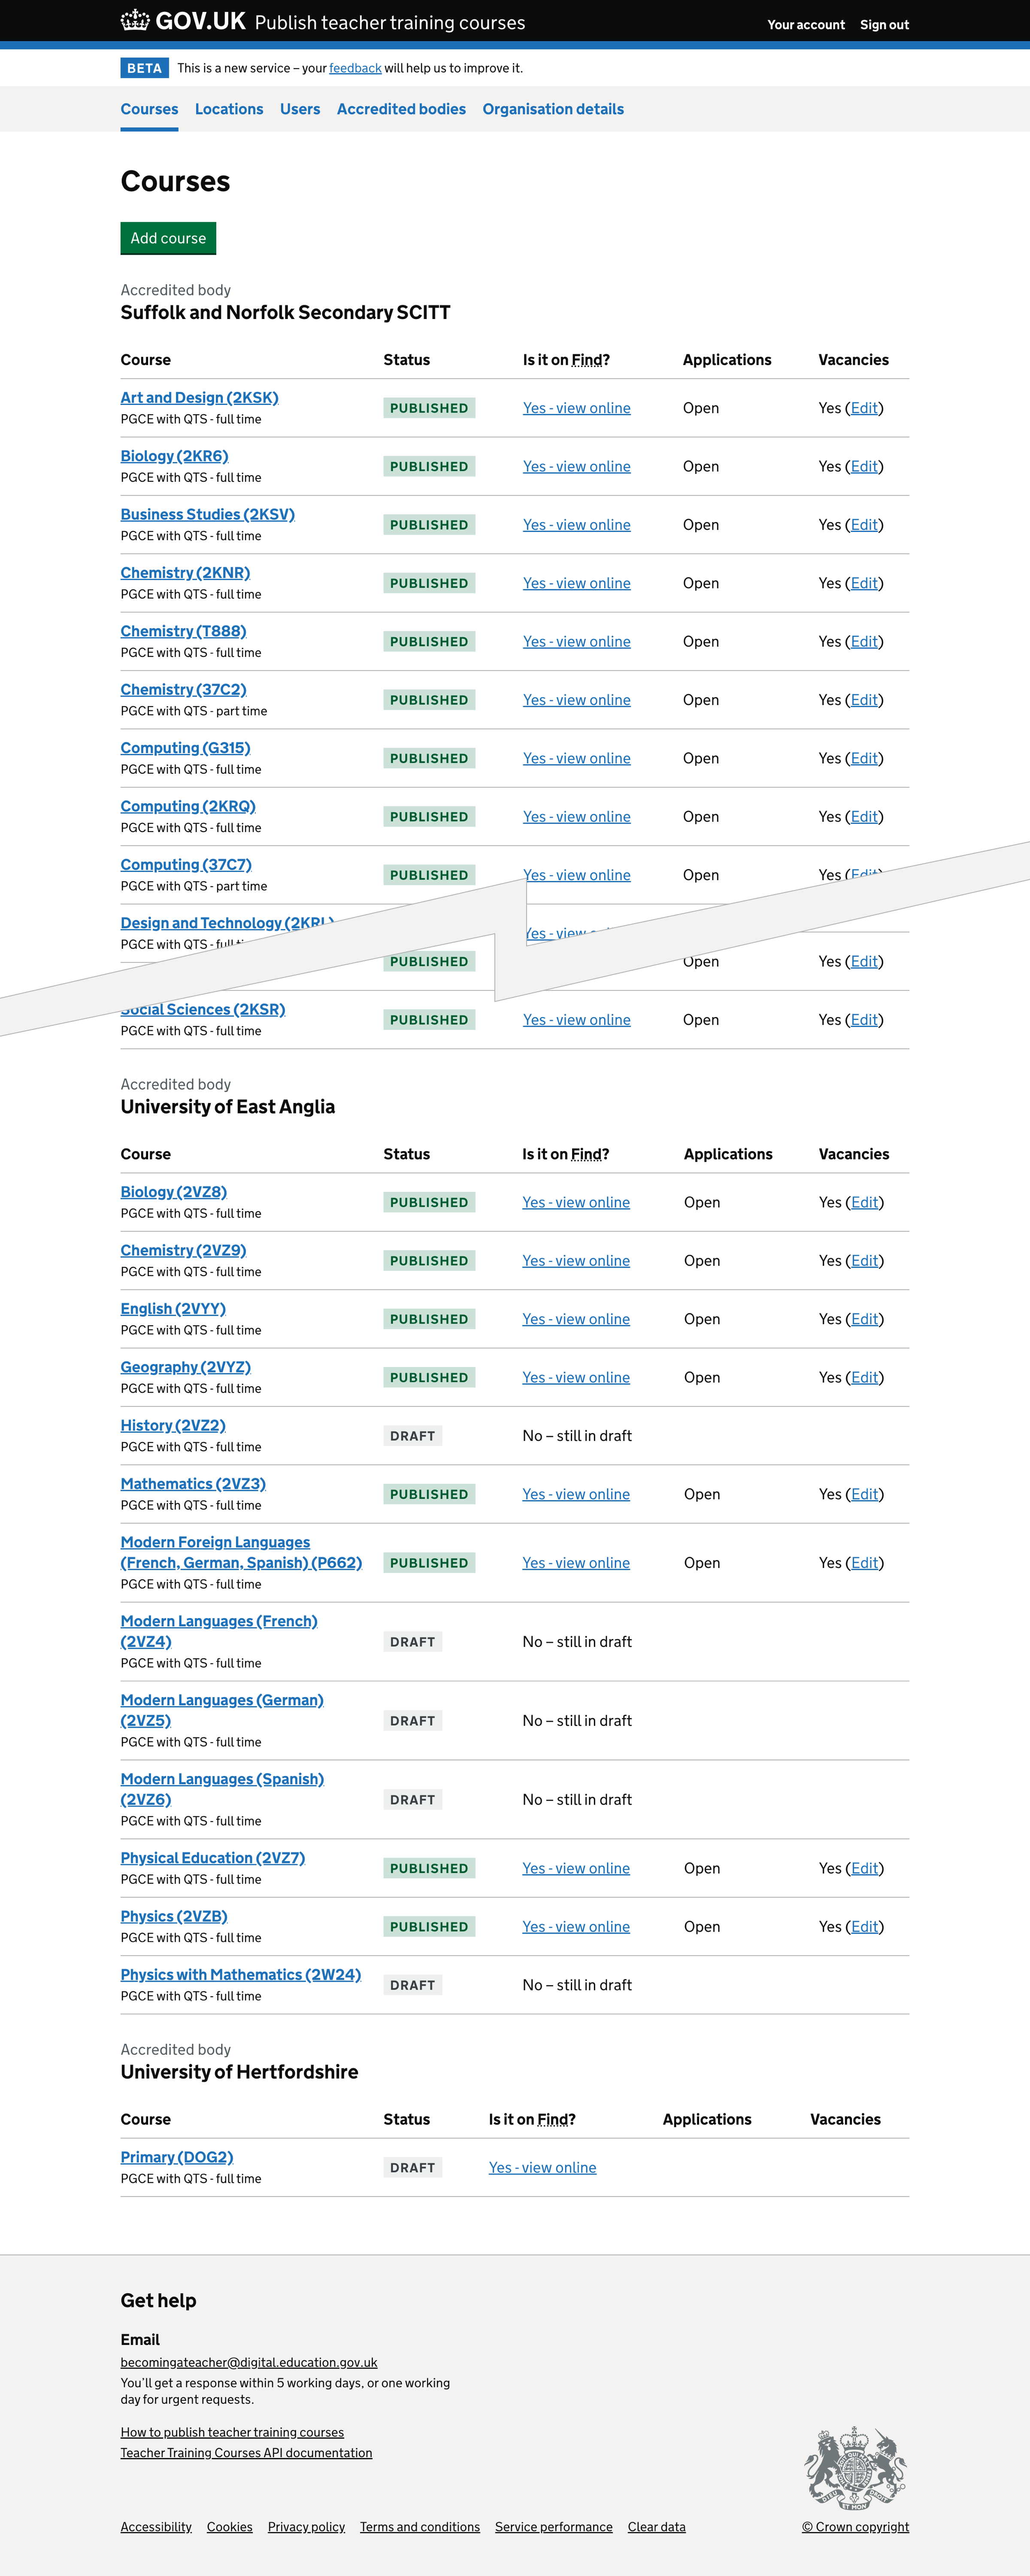 GOV.UK Publish teacher training courses Your account Sign out
BETA This is a new service – your feedback will help us to improve it.
Courses Locations Users Accredited bodies Organisation details
Courses
Add course
Accredited body
Suffolk and Norfolk Secondary SCITT
Course Status Is it on Find? Applications Vacancies
Art and Design (2KSK)
PGCE with QTS - full time
PUBLISHED Yes - view online Open Yes (Edit)
Biology (2KR6)
PGCE with QTS - full time
PUBLISHED Yes - view online Open Yes (Edit)
Business Studies (2KSV)
PGCE with QTS - full time
PUBLISHED Yes - view online Open Yes (Edit)
Chemistry (2KNR)
PGCE with QTS - full time
PUBLISHED Yes - view online Open Yes (Edit)
Chemistry (T888)
PGCE with QTS - full time
PUBLISHED Yes - view online Open Yes (Edit)
Chemistry (37C2)
PGCE with QTS - part time
PUBLISHED Yes - view online Open Yes (Edit)
Computing (G315)
PGCE with QTS - full time
PUBLISHED Yes - view online Open Yes (Edit)
Computing (2KRQ)
PGCE with QTS - full time
PUBLISHED Yes - view online Open Yes (Edit)
Computing (37C7)
PGCE with QTS - part time
PUBLISHED Yes - view online Open Yes (Edit)
Design and Technology (2KRL)
PGCE with QTS - full
Yes - view
PUBLISHED Open Yes (Edit)
Social Sciences (2KSR)
PGCE with QTS - full time
PUBLISHED Yes - view online Open Yes (Edit)
Accredited body
University of East Anglia
Course Status Is it on Find? Applications Vacancies
Biology (2VZ8)
PGCE with QTS - full time
PUBLISHED Yes - view online Open Yes (Edit)
Chemistry (2VZ9)
PGCE with QTS - full time
PUBLISHED Yes - view online Open Yes (Edit)
English (2VYY)
PGCE with QTS - full time
PUBLISHED Yes - view online Open Yes (Edit)
Geography (2VYZ)
PGCE with QTS - full time
PUBLISHED Yes - view online Open Yes (Edit)
History (2VZ2)
PGCE with QTS - full time
DRAFT No – still in draft
Mathematics (2VZ3)
PGCE with QTS - full time
PUBLISHED Yes - view online Open Yes (Edit)
Modern Foreign Languages
(French, German, Spanish) (P662)
PGCE with QTS - full time
PUBLISHED Yes - view online Open Yes (Edit)
Modern Languages (French)
(2VZ4)
PGCE with QTS - full time
DRAFT No – still in draft
Modern Languages (German)
(2VZ5)
PGCE with QTS - full time
DRAFT No – still in draft
Modern Languages (Spanish)
(2VZ6)
PGCE with QTS - full time
DRAFT No – still in draft
Physical Education (2VZ7)
PGCE with QTS - full time
PUBLISHED Yes - view online Open Yes (Edit)
Physics (2VZB)
PGCE with QTS - full time
PUBLISHED Yes - view online Open Yes (Edit)
Physics with Mathematics (2W24)
PGCE with QTS - full time
DRAFT No – still in draft
Accredited body
University of Hertfordshire
Course Status Is it on Find? Applications Vacancies
Primary (DOG2)
PGCE with QTS - full time
DRAFT Yes - view online
Get help
Email
becomingateacher@digital.education.gov.uk
You’ll get a response within 5 working days, or one working
day for urgent requests.
How to publish teacher training courses
Teacher Training Courses API documentation
Accessibility Cookies Privacy policy Terms and conditions Service performance Clear data © Crown copyright